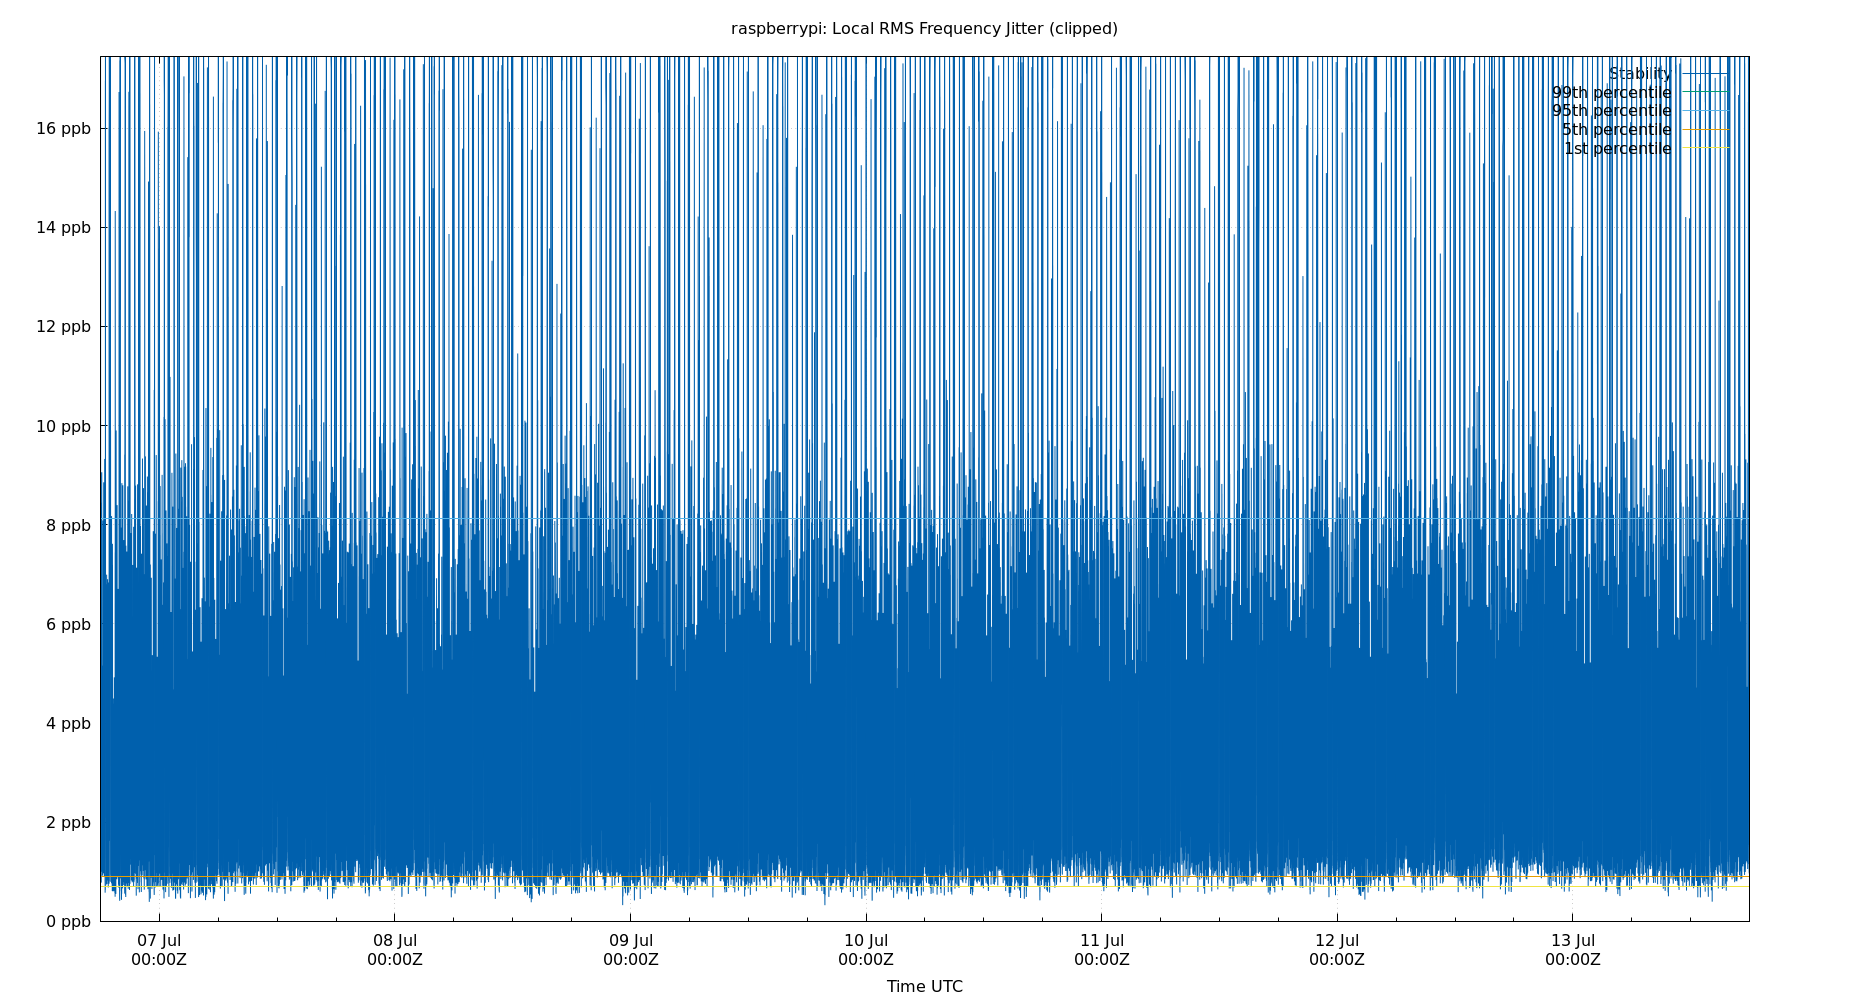 raspberrypi: Local RMS Frequency Jitter (clipped)
Stability
99th percentile
95th percentile
5th percentile
1st percentile
16 ppb
14 ppb
12 ppb
10 ppb
8 ppb
6 ppb
4 ppb
2 ppb
0 ppb
07 Jul 08 Jul 09 Jul 10 Jul 11 Jul 12 Jul 13 Jul
00:00Z 00:00Z 00:00Z 00:00Z 00:00Z 00:00Z 00:00Z
Time UTC